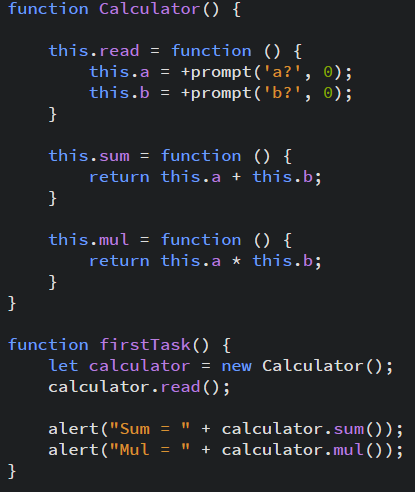 function Calculator() {
this.read = function () {
this.a = +prompt('a?', 0);
this.b = +prompt('b?', 0);
}
this.sum = function () {
return this.a + this.b;
}
this.mul = function () {
return this.a * this.b;
}
}
function firstTask() {
let calculator = new Calculator();
calculator.read();
alert("Sum = " + calculator.sum());
alert("Mul = " + calculator.mul());
}